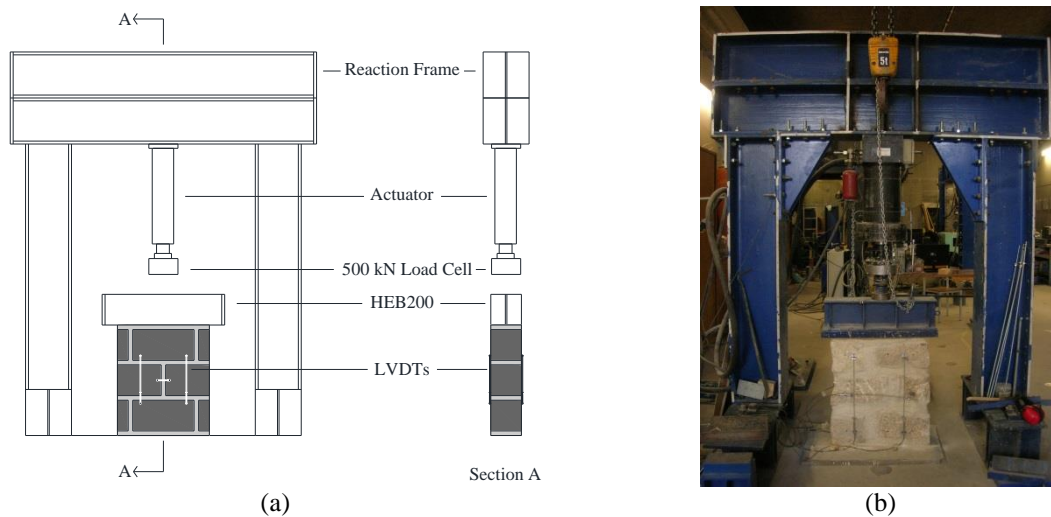 A
Reaction Frame
Actuator
500 kN Load Cell
HEB200
LVDTs
A
Section A
(a)
(b)
5t